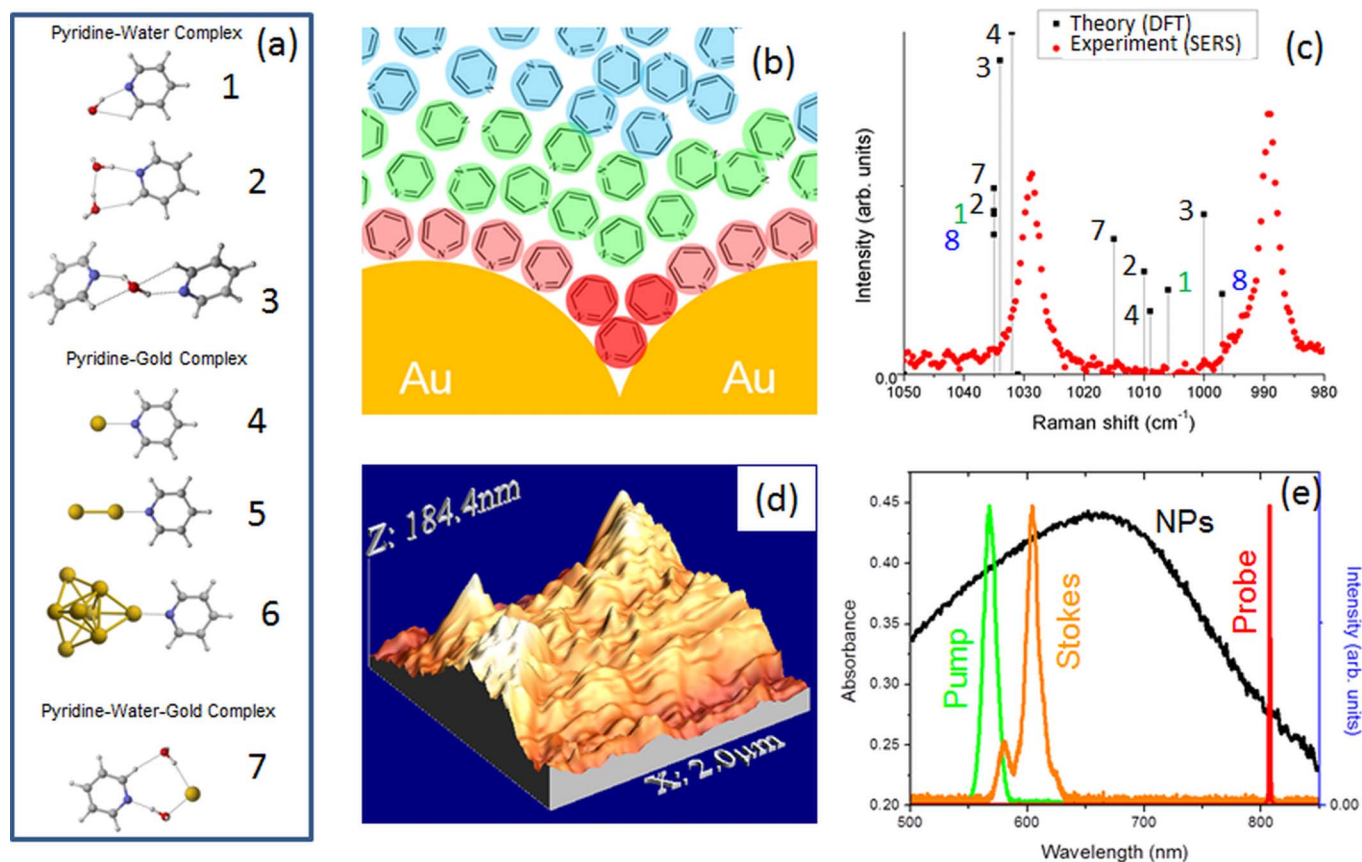 Pyridine-Water Complex
(a)
1
2
3
Pyridine-Gold Complex
4
5
6
Pyridine-Water-Gold Complex
7
(b)
Au
Au
(c)
Theory (DFT)
Experiment (SERS)
4
3
7
2
1
8
7
2
4
1
3
8
Intensity (arb. units)
0.0
1050 1040 1030 1020 1010 1000 990 980
Raman shift (cm-1)
(d)
Z: 184.4nm
X: 2.0µm
(e)
NPs
Pump
Stokes
Probe
Absorbance
0.45
0.40
0.35
0.30
0.25
0.20
Intensity (arb. units)
0.00
500 600 700 800
Wavelength (nm)